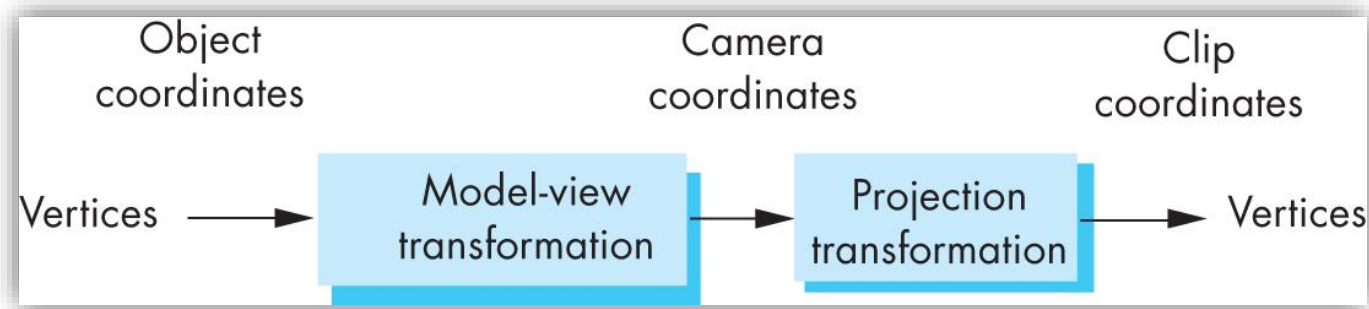 Object
coordinates
Camera
coordinates
Clip
coordinates
Vertices
Model-view
transformation
Projection
transformation
Vertices